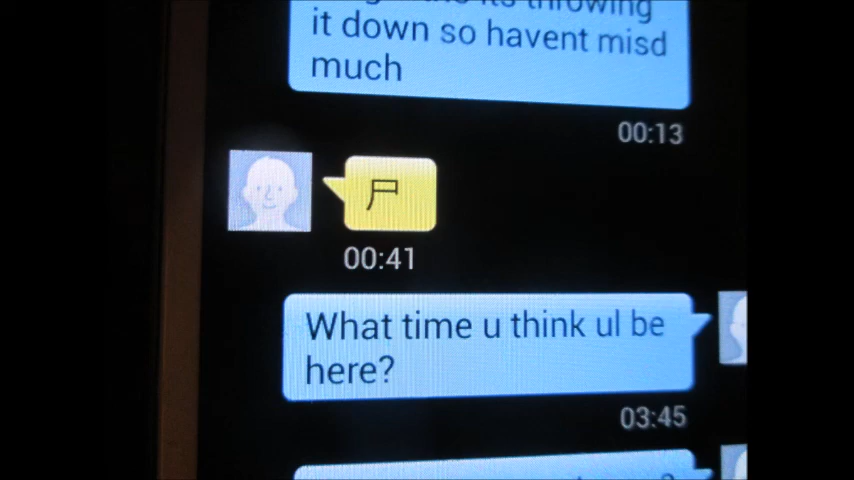 it down so havent misd
much
00:13
尸
00:41
What time u think ul be
here?
03:45